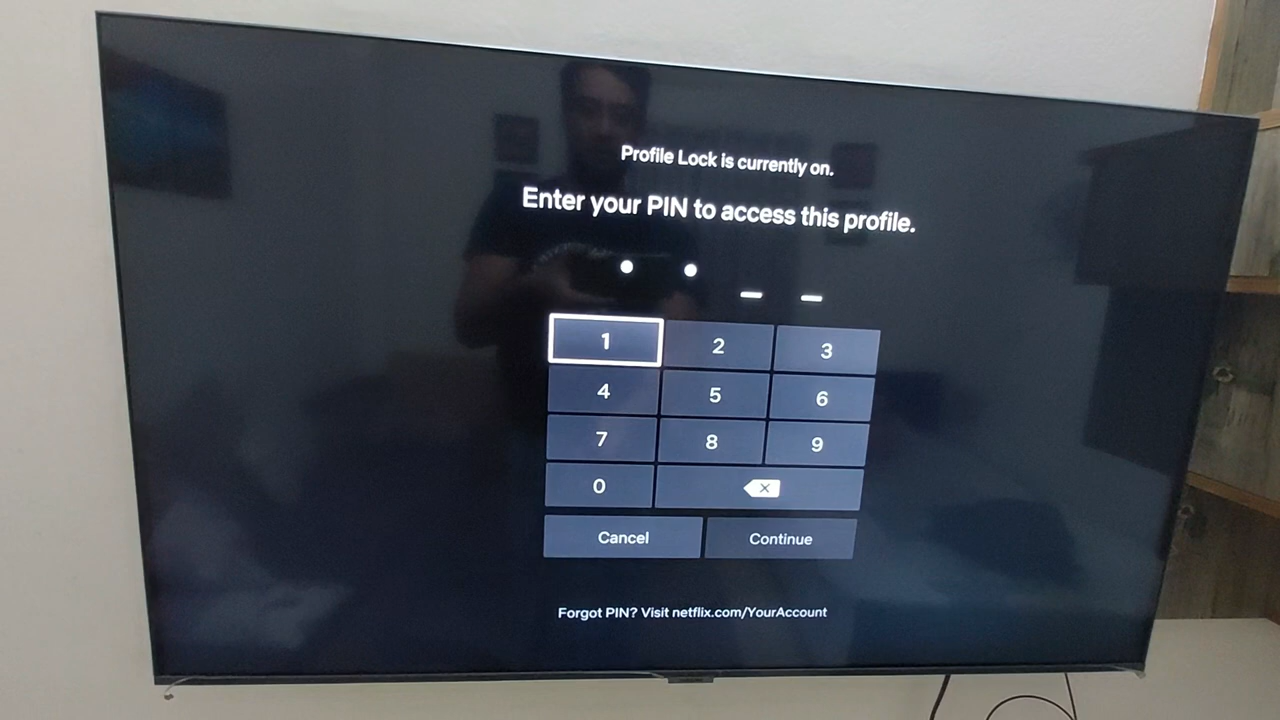 Profile Lock is currently on.
Enter your PIN to access this profile.
1 2 3
4 5 6
7 8 9
0
Cancel Continue
Forgot PIN? Visit netflix.com/YourAccount